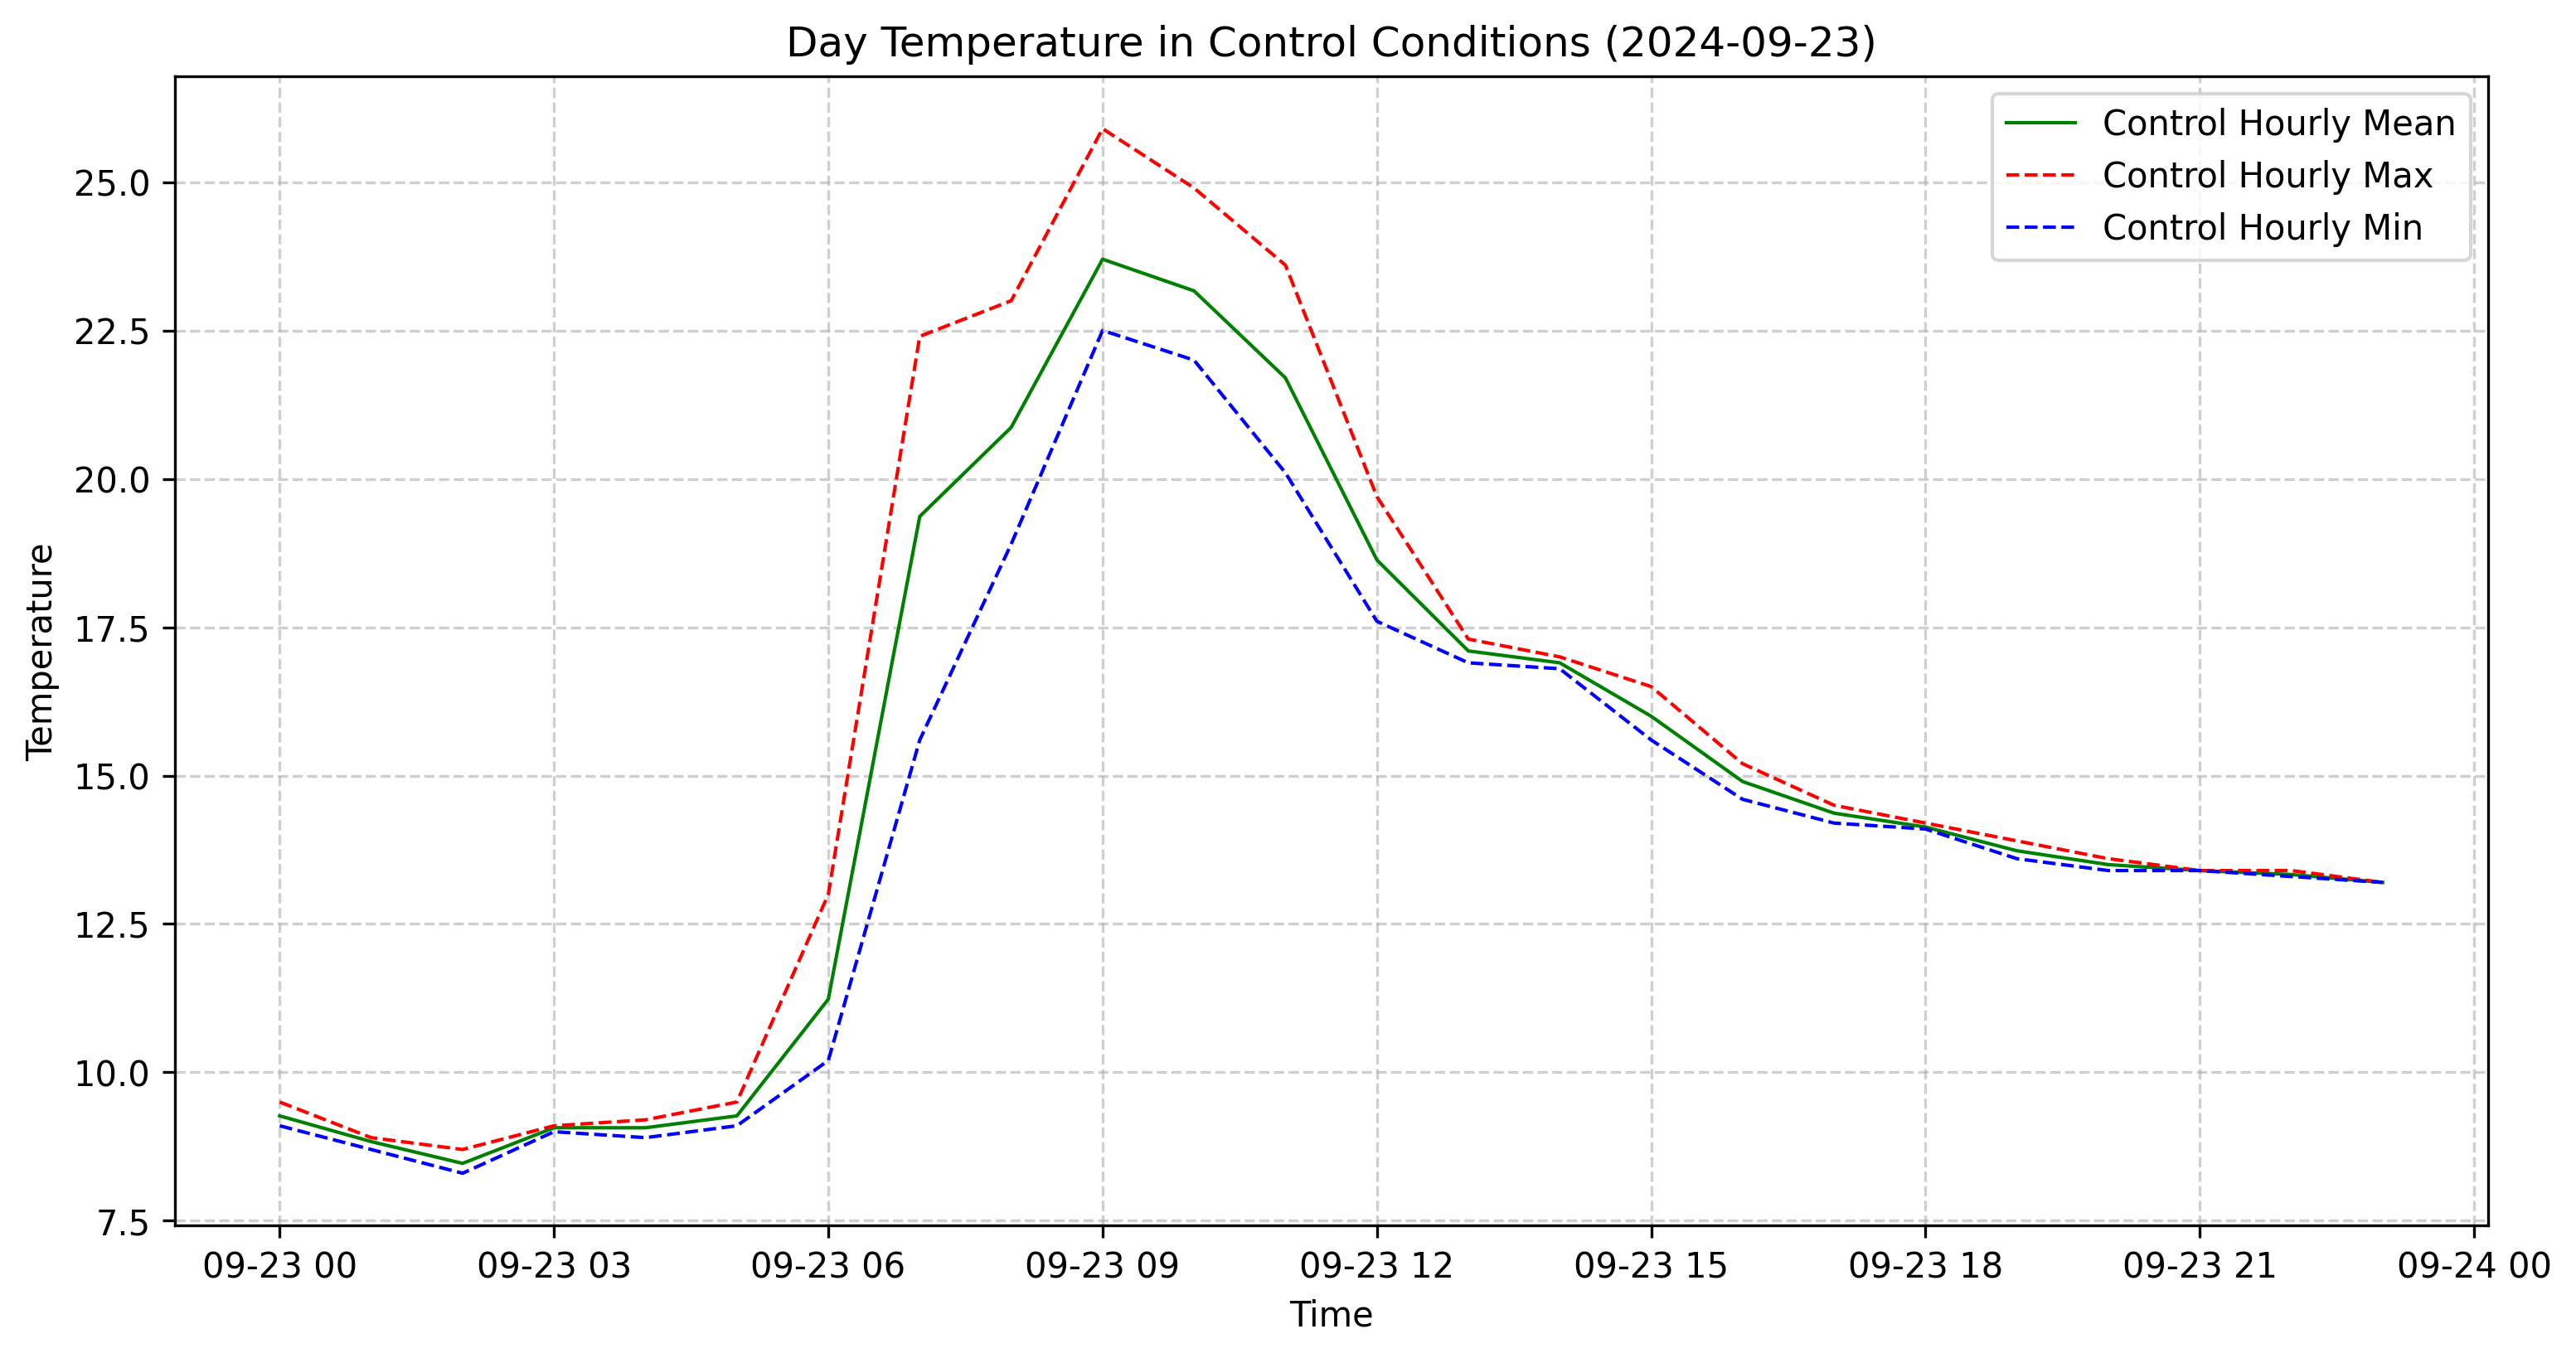 Day Temperature in Control Conditions (2024-09-23)
Control Hourly Mean
Control Hourly Max
Control Hourly Min
25.0
22.5
20.0
17.5
15.0
12.5
10.0
7.5
Temperature
09-23 00 09-23 03 09-23 06 09-23 09 09-23 12 09-23 15 09-23 18 09-23 21 09-24 00
Time